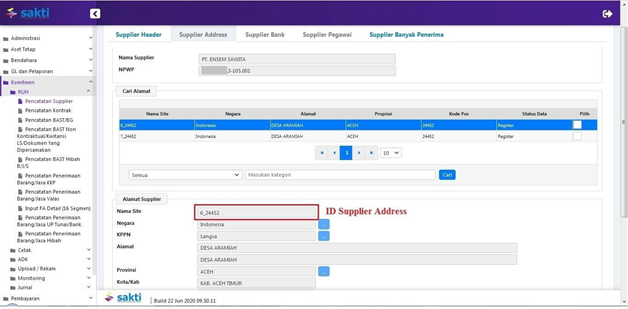 sakti
Supplier Header Supplier Address Supplier Bank Supplier Pegawai Supplier Banyak Penerima
Administrasi
Aset Tetap
Bendahara
GL dan Pelaporan
Komitmen
RUH
Pencatatan Supplier
Pencatatan Kontrak
Pencatatan BAST/BG
Pencatatan BAST Non
Kontraktual/Kwitansi
LS/Dokumen Yang
Dipersamakan
Pencatatan BAST Hibah
B/J/S
Pencatatan Penerimaan
Barang/Jasa KKP
Pencatatan Penerimaan
Barang/Jasa Valas
Input FA Detail (16 Segmen)
Pencatatan Penerimaan
Barang/Jasa UP Tunai/Bank
Pencatatan Penerimaan
Barang/Jasa Hibah
Cetak
ADK
Upload / Rekam
Monitoring
Jurnal
Pembayaran
Nama Supplier PT. ENSEM SAWITA
NPWP .3-105.001
Cari Alamat
Nama Site Negara Alamat Propinsi Kode Pos Status Data Pilih
6_24452 Indonesia DESA ARAMIAH ACEH 24452 Register
7_24452 Indonesia DESA ARAMIAH ACEH 24452 Register
1 10
Semua Masukan kategori Cari
Alamat Supplier
Nama Site 6_24452 ID Supplier Address
Negara Indonesia ...
KPPN Langsa ...
Alamat DESA ARAMIAH
DESA ARAMIAH
Provinsi ACEH ...
Kota/Kab KAB. ACEH TIMUR
sakti Build 22 Jun 2020 09.50.11